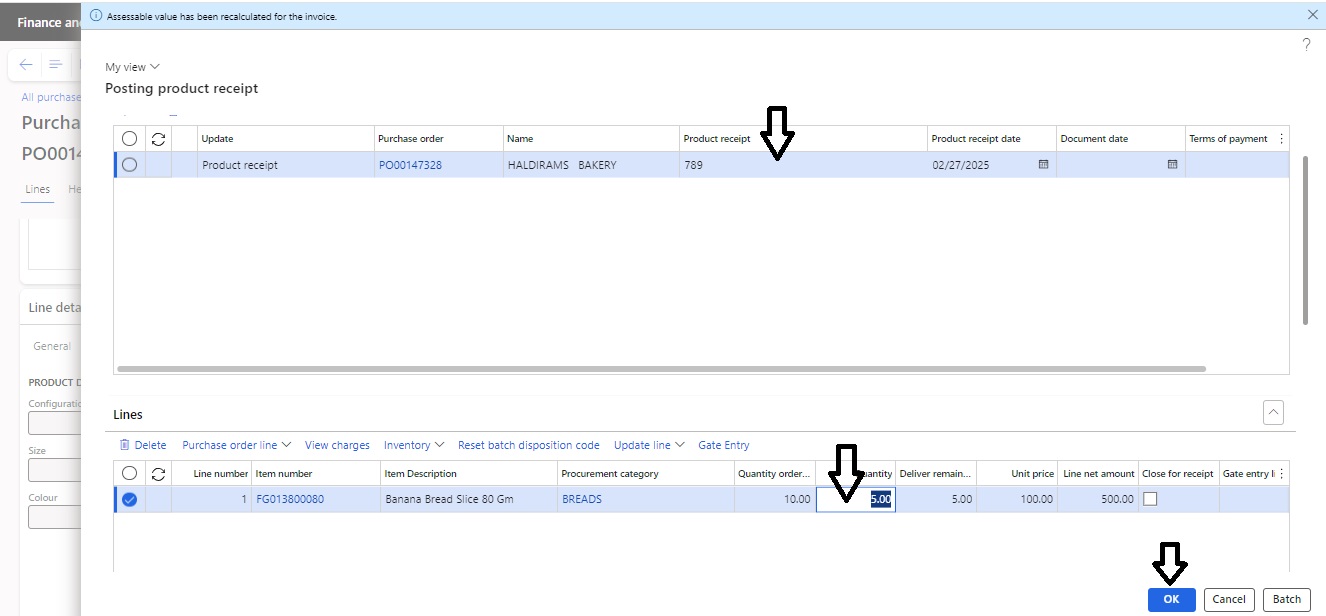 Finance an
Assessable value has been recalculated for the invoice.
?
All purchase
Purcha
PO0014
Lines He
Line deta
General
PRODUCT D
Configuratio
Size
Colour
My view
Posting product receipt
Update Purchase order Name Product receipt Product receipt date Document date Terms of payment
Product receipt PO00147328 HALDIRAMS BAKERY 789 02/27/2025
Lines
Delete Purchase order line View charges Inventory Reset batch disposition code Update line Gate Entry
Line number Item number Item Description Procurement category Quantity order... antity Deliver remain... Unit price Line net amount Close for receipt Gate entry li
1 FG013800080 Banana Bread Slice 80 Gm BREADS 10.00 5.00 5.00 100.00 500.00
OK Cancel Batch